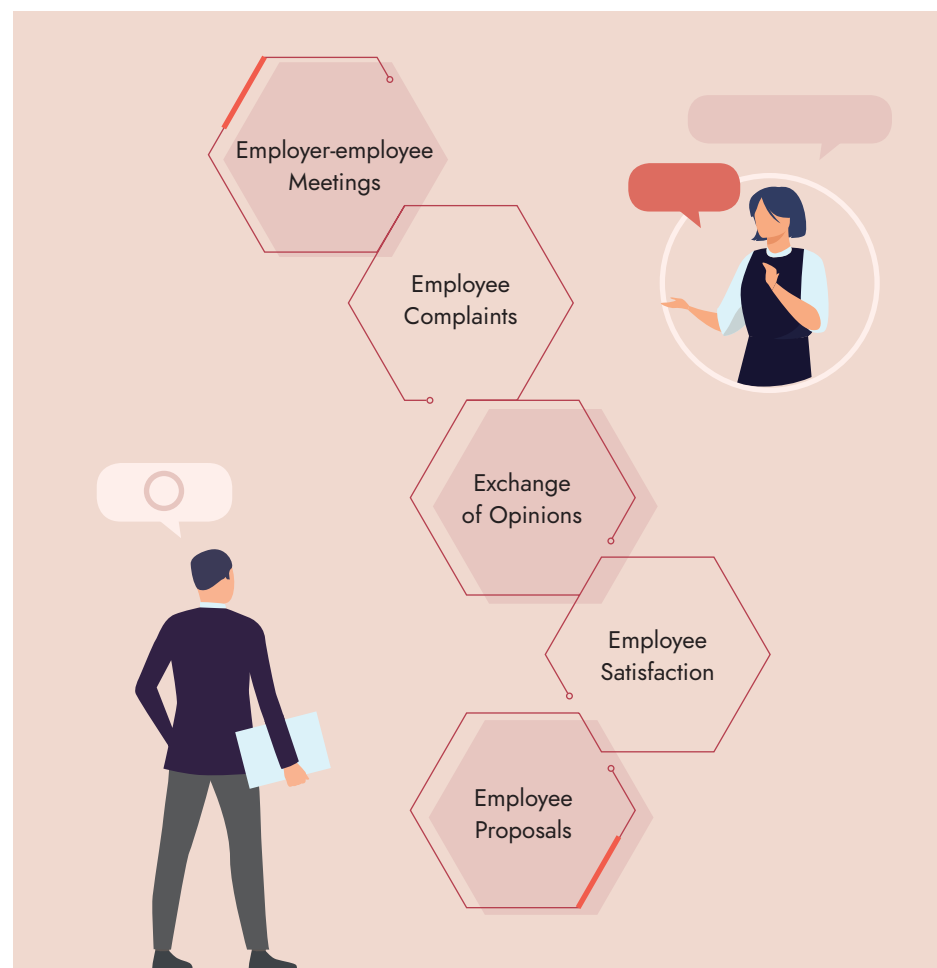 Employer-employee
Meetings
Employee
Complaints
Exchange
of Opinions
Employee
Satisfaction
Employee
Proposals